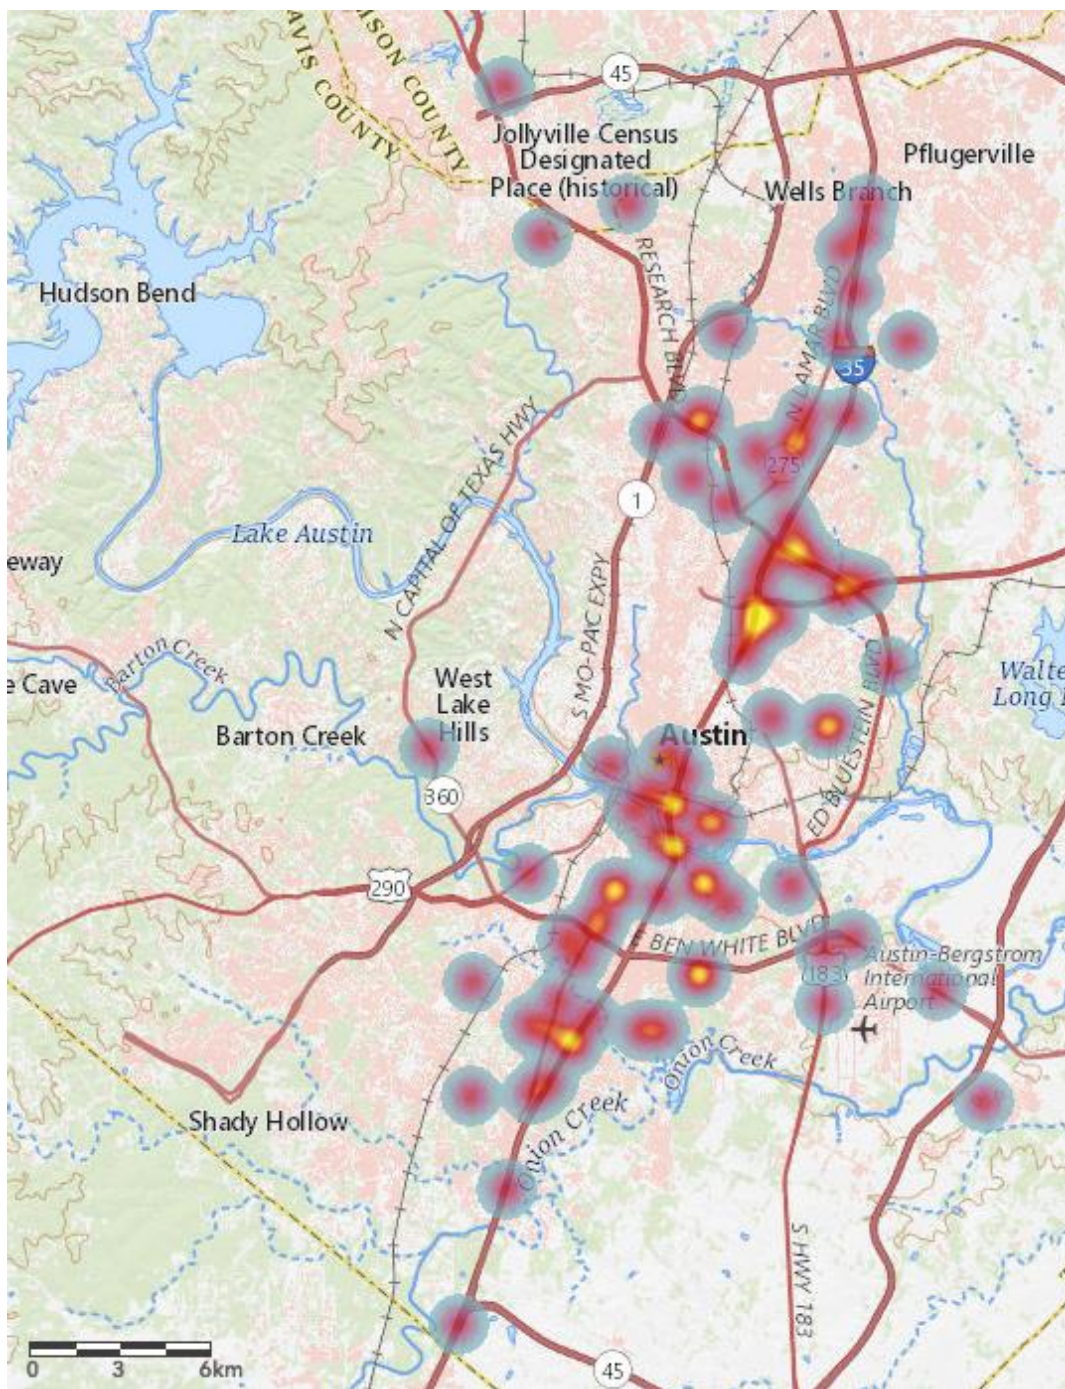 AVIS COUNTY
SON COUNTY
45
Jollyville Census
Designated
Place (historical)
Pflugerville
Wells Branch
RESEARCH BLVD
Hudson Bend
N LAMAR BLVD
35
N CAPITAL OF TEXAS HWY
275
1
Lake Austin
eway
S MO-PAC EXPY
Barton Creek
e Cave
West
Lake
Hills
Walte
Long
Barton Creek
Austin
ED BLUESTEIN BLVD
360
290
E BEN WHITE BLVD
Austin-Bergstrom
International
Airport
183
Onion Creek
Shady Hollow
Onion Creek
S HWY 183
0 3 6km
45